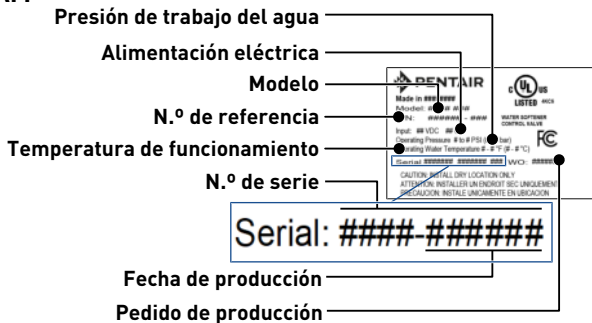 Presión de trabajo del agua
Alimentación eléctrica
Modelo
N.º de referencia
Temperatura de funcionamiento
N.º de serie
PENTAIR
Made in ########
Model: ###
N: ###### - ###
Input: ## VDC
Operating Pressure # to # PSI ( bar)
Operating Water Temperature # - # °F (# - # °C)
Serial ####### ####### ### WO: #####
CAUTION: INSTALL DRY LOCATION ONLY
ATTENTION: INSTALLER UN ENDROIT SEC UNIQUEMENT
PRECAUCION: INSTALE UNICAMENTE EN UBICACION
c UL us
LISTED
WATER SOFTENER
CONTROL VALVE
FC
Serial: ####-######
Fecha de producción
Pedido de producción